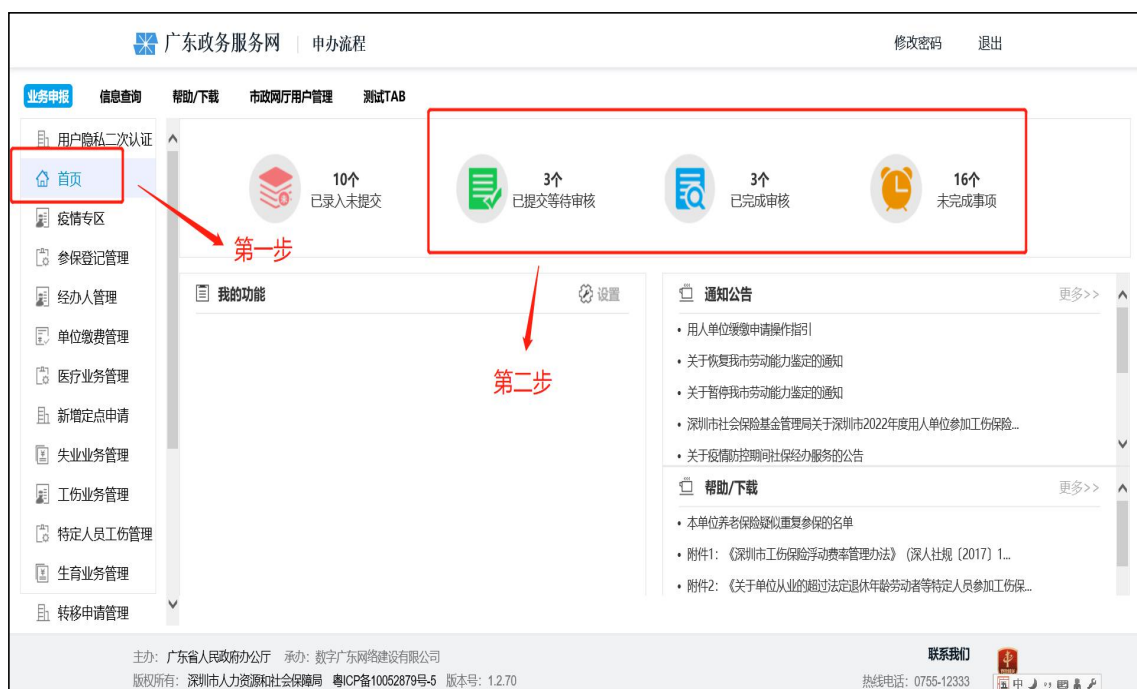 广东政务服务网 | 申办流程 修改密码 退出
业务申报 信息查询 帮助/下载 市政网厅用户管理 测试TAB
用户隐私二次认证
首页
疫情专区
参保登记管理
经办人管理
单位缴费管理
医疗业务管理
新增定点申请
失业业务管理
工伤业务管理
特定人员工伤管理
生育业务管理
转移申请管理
10个
已录入未提交
3个
已提交等待审核
3个
已完成审核
16个
未完成事项
第一步
第二步
我的功能 设置
通知公告 更多>>
• 用人单位缓缴申请操作指引
• 关于恢复我市劳动能力鉴定的通知
• 关于暂停我市劳动能力鉴定的通知
• 深圳市社会保险基金管理局关于深圳市2022年度用人单位参加工伤保险...
• 关于疫情防控期间社保经办服务的公告
帮助/下载 更多>>
• 本单位养老保险疑似重复参保的名单
• 附件1：《深圳市工伤保险浮动费率管理办法》（深人社规〔2017〕1...
• 附件2：《关于单位从业的超过法定退休年龄劳动者等特定人员参加工伤保...
主办：广东省人民政府办公厅 承办：数字广东网络建设有限公司
版权所有：深圳市人力资源和社会保障局 粤ICP备10052879号-5 版本号：1.2.70
联系我们
热线电话：0755-12333
中